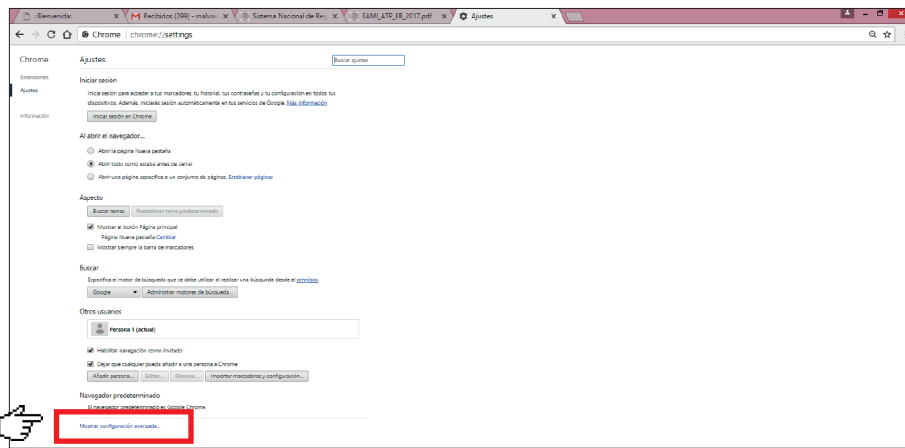 :Bienvenidas.
Recibidos (399) - malvae
Sistema Nacional de Reg
EAMI_ATP_EB_2017.pdf
Ajustes
Chrome
chrome://settings
Chrome
Ajustes
Buscar ajustes
Extensiones
Ajustes
Información
Iniciar sesión
Inicia sesión para acceder a tus marcadores, tu historial, tus contraseñas y tu configuración en todos tus
dispositivos. Además, iniciarás sesión automáticamente en tus servicios de Google. Más información
Iniciar sesión en Chrome
Al abrir el navegador...
Abrir la página Nueva pestaña
Abrir todo como estaba antes de cerrar
Abrir una página específica o un conjunto de páginas. Establecer páginas
Aspecto
Buscar temas
Restablecer tema predeterminado
Mostrar el botón Página principal
Página Nueva pestaña Cambiar
Mostrar siempre la barra de marcadores
Buscar
Especifica el motor de búsqueda que se debe utilizar al realizar una búsqueda desde el omnibox.
Google
Administrar motores de búsqueda...
Otros usuarios
Persona 1 (actual)
Habilitar navegación como invitado
Dejar que cualquier pueda añadir a una persona a Chrome
Añadir persona...
Editar...
Eliminar...
Importar marcadores y configuración...
Navegador predeterminado
El navegador predeterminado es Google Chrome.
Mostrar configuración avanzada...